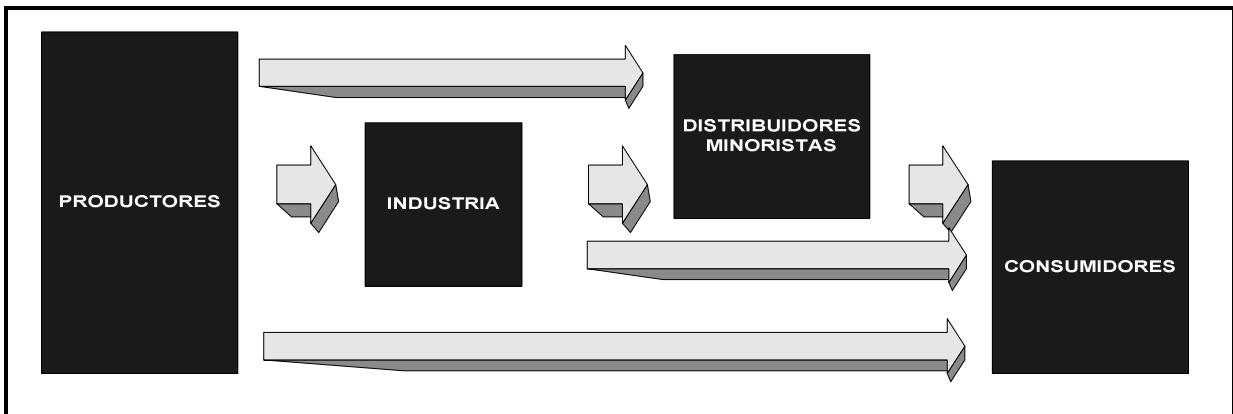 PRODUCTORES
INDUSTRIA
DISTRIBUIDORES
MINORISTAS
CONSUMIDORES